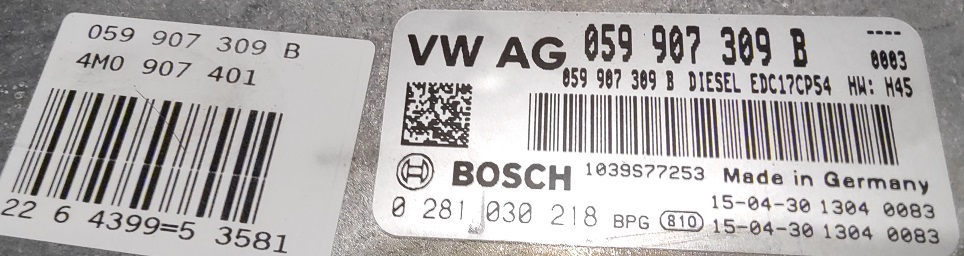 059 907 309 B
4M0 907 401
22 6 4399=5 3581
VW AG 059 907 309 B
----
0003
059 907 309 B DIESEL EDC17CP54 HW: H45
BOSCH 1039S77253 Made in Germany
0 281 030 218 BPG 810
15-04-30 1304 0083
15-04-30 1304 0083